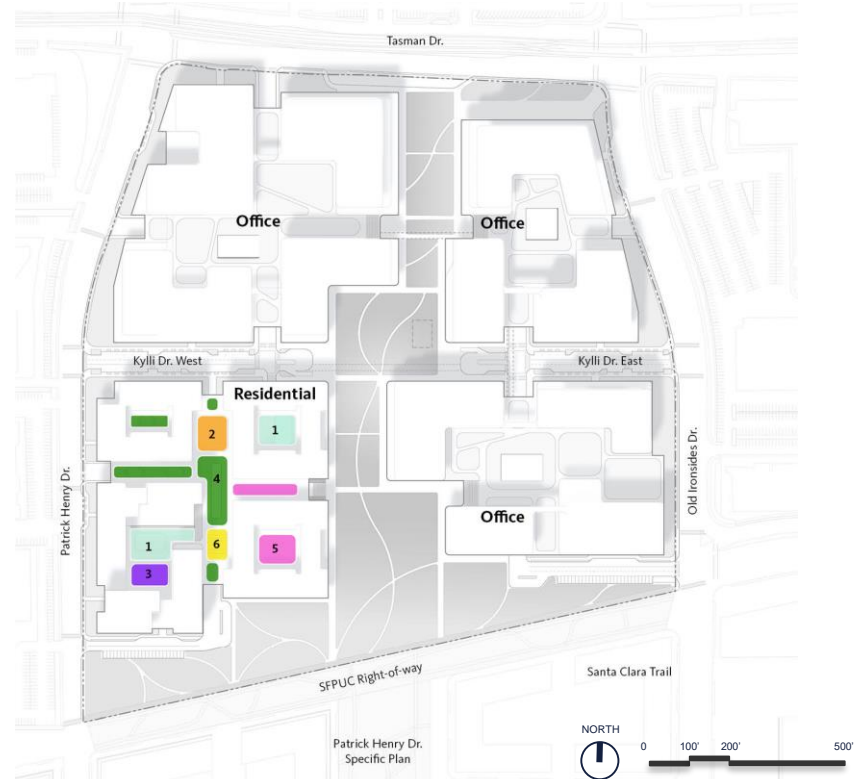 Tasman Dr.
Office
Office
Kylli Dr. West
Kylli Dr. East
Residential
2
1
4
Patrick Henry Dr.
Old Ironsides Dr.
Office
1
6
5
3
SFPUC Right-of-way
Santa Clara Trail
Patrick Henry Dr.
Specific Plan
NORTH
0 100' 200' 500'